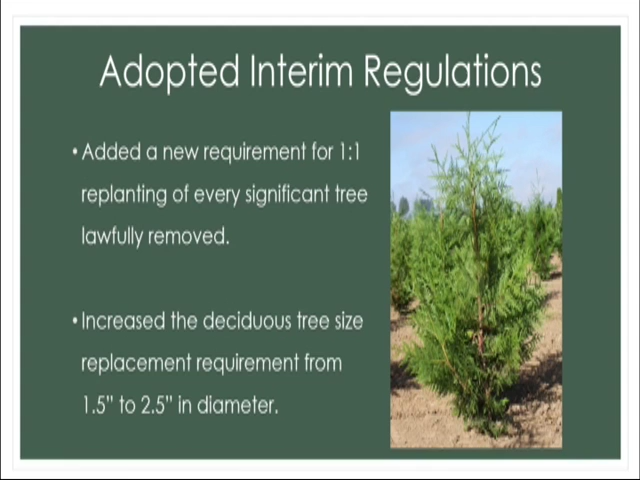 Adopted Interim Regulations
• Added a new requirement for 1:1
replanting of every significant tree
lawfully removed.
• Increased the deciduous tree size
replacement requirement from
1.5” to 2.5” in diameter.